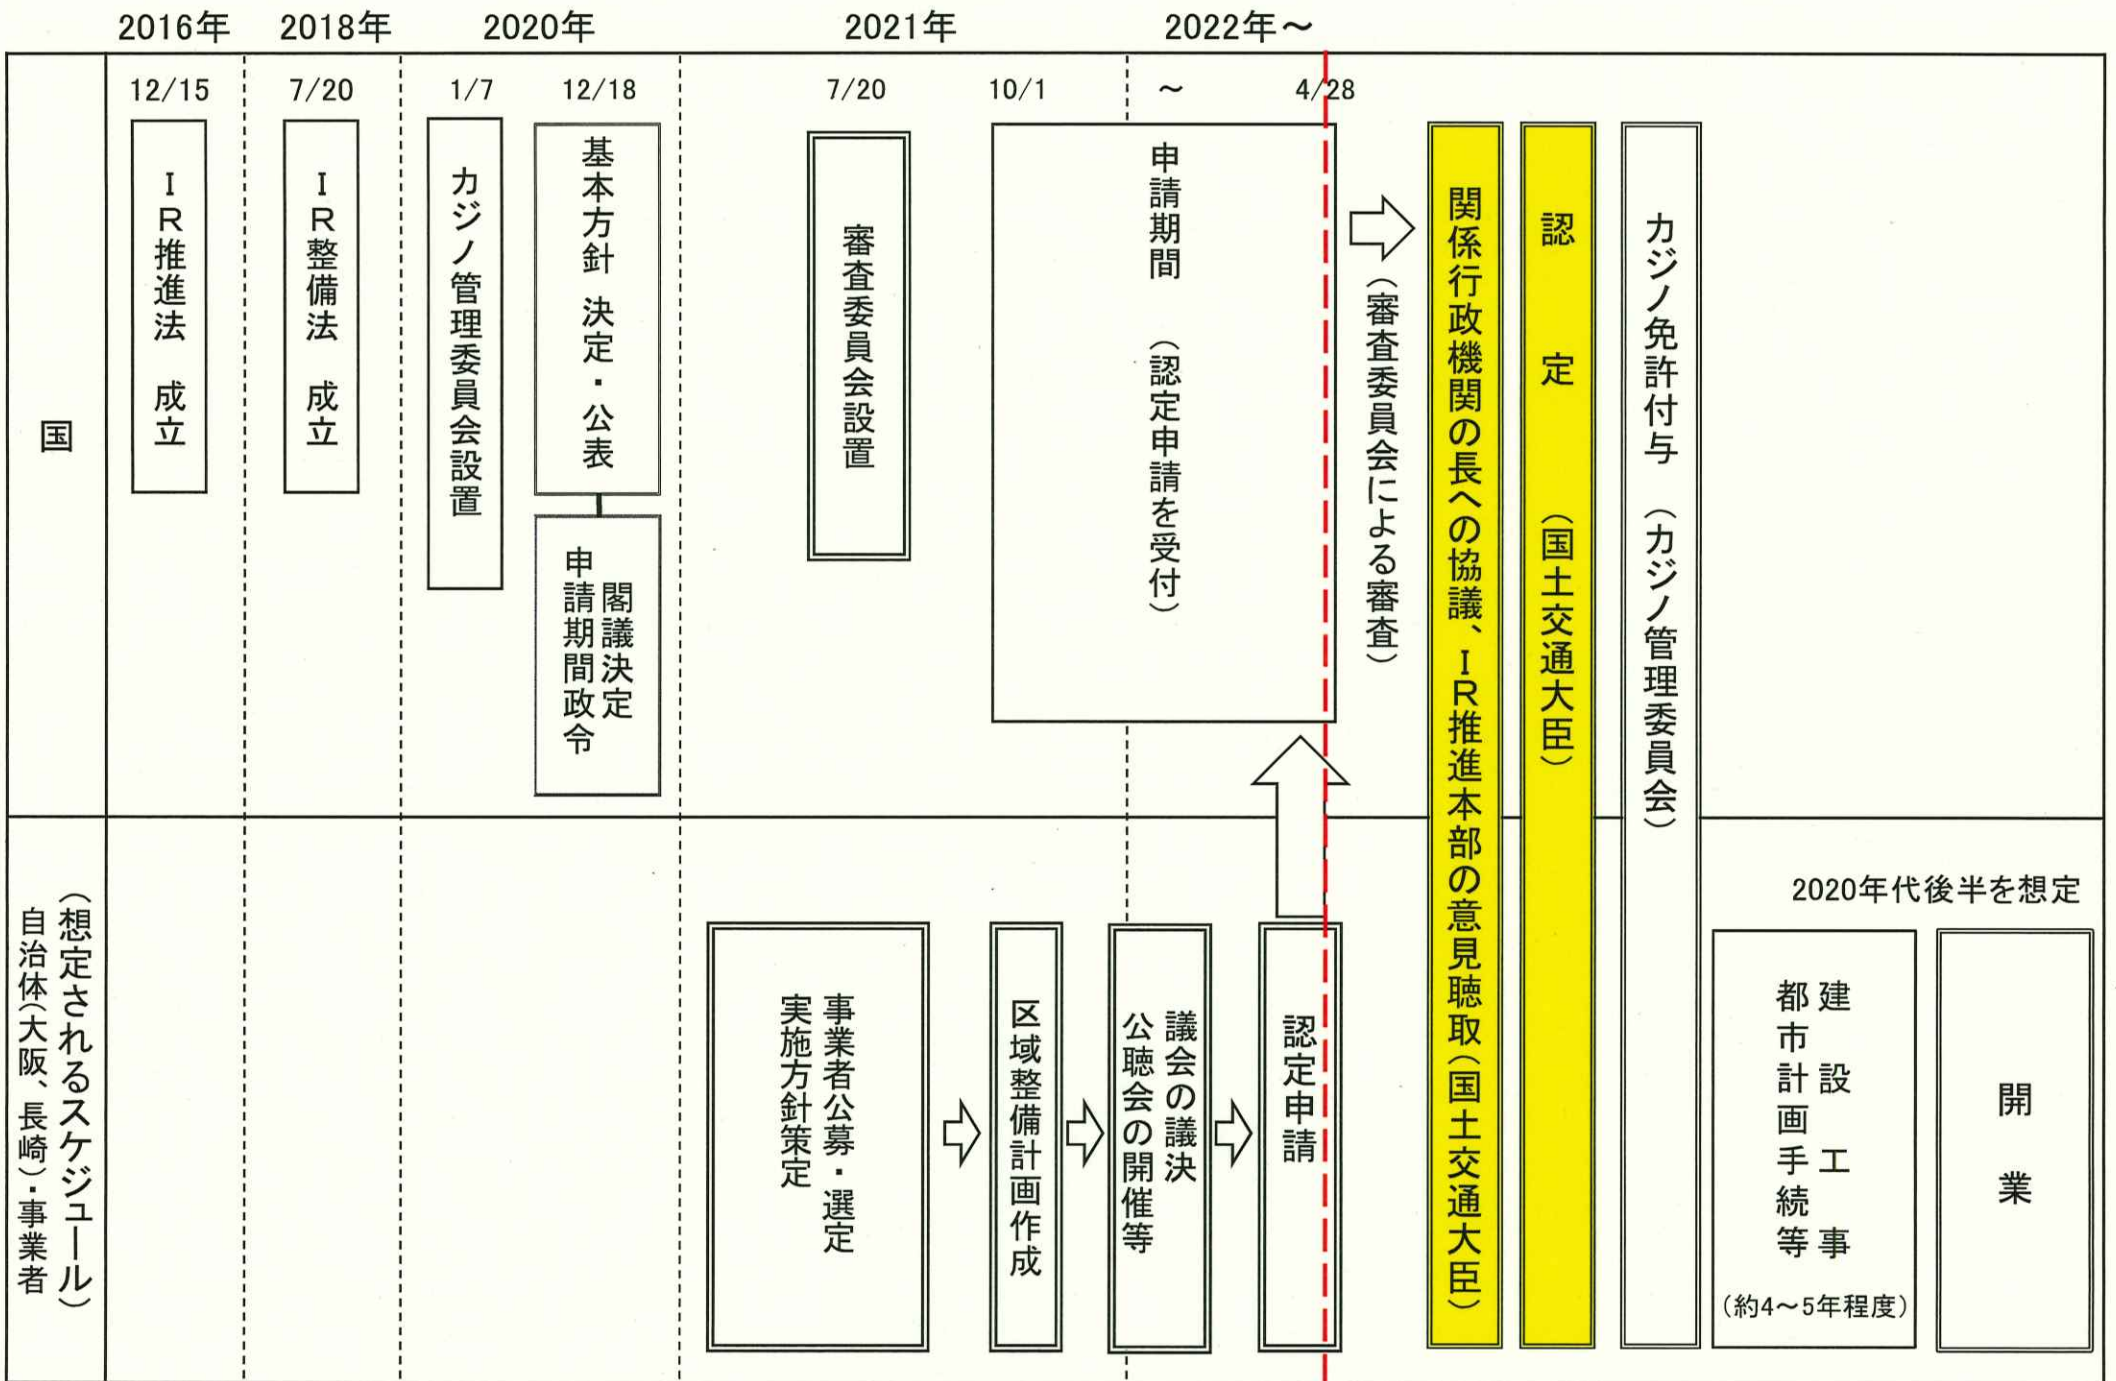 2016年 2018年 2020年 2021年 2022年～
国
12/15 7/20 1/7 12/18 7/20 10/1 ～ 4/28
ＩＲ推進法　成立
ＩＲ整備法　成立
カジノ管理委員会設置
基本方針　決定・公表
閣議決定
申請期間政令
審査委員会設置
申請期間　（認定申請を受付）
（審査委員会による審査）
関係行政機関の長への協議、ＩＲ推進本部の意見聴取（国土交通大臣）
認定　（国土交通大臣）
カジノ免許付与　（カジノ管理委員会）
（想定されるスケジュール）
自治体（大阪、長崎）・事業者
事業者公募・選定
実施方針策定
区域整備計画作成
議会の議決
公聴会の開催等
認定申請
2020年代後半を想定
建設工事
都市計画手続等
（約4～5年程度）
開業